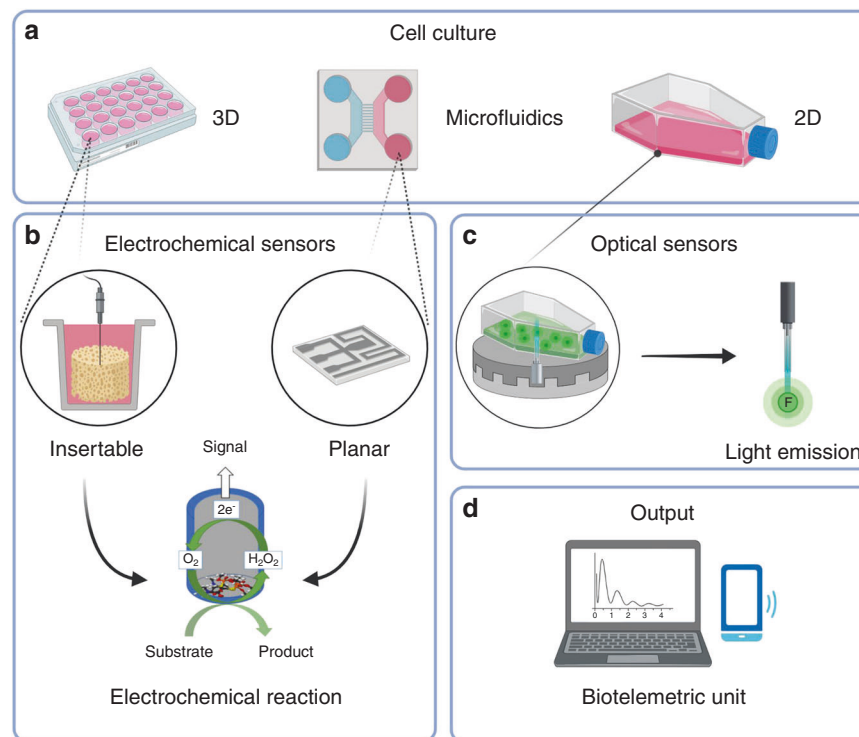 a
Cell culture
3D
Microfluidics
2D
b
Electrochemical sensors
Insertable
Planar
Signal
2e⁻
O₂
H₂O₂
Substrate
Product
Electrochemical reaction
c
Optical sensors
F
Light emission
d
Output
0 1 2 3 4
Biotelemetric unit